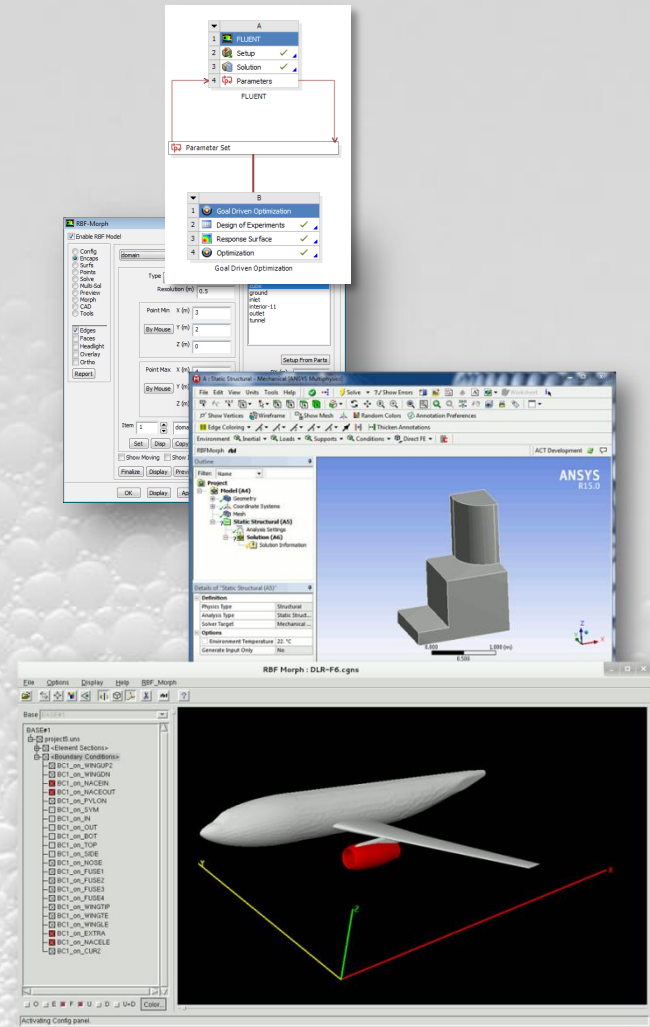 A
1 FLUENT
2 Setup
3 Solution
4 Parameters
FLUENT
Parameter Set
B
1 Goal Driven Optimization
2 Design of Experiments
3 Response Surface
4 Optimization
Goal Driven Optimization
RBF-Morph
Enable RBF Model
Config
Encaps
Surfs
Points
Solve
Multi-Sol
Preview
Morph
CAD
Tools
Edges
Faces
Headlight
Overlay
Ortho
Report
domain
Type
Resolution (m) 0.5
Point Min X (m) 3
By Mouse Y (m) 2
Z (m) 0
Point Max X (m)
By Mouse Y (m)
Z (m)
ground
inlet
interior-11
outlet
tunnel
Setup From Parts
Item 1
Set Disp Copy
Show Moving
Finalize Display
OK Display
A : Static Structural - Mechanical [ANSYS Multiphysics]
File Edit View Units Tools Help Solve ?/Show Errors Worksheet
Show Vertices Wireframe Show Mesh Random Colors Annotation Preferences
Edge Coloring Thicken Annotations
Environment Inertial Loads Supports Conditions Direct FE
RBFMorph ACT Development
Outline
Filter: Name
Project
Model (A4)
Geometry
Coordinate Systems
Mesh
Static Structural (A5)
Analysis Settings
Solution (A6)
Solution Information
Details of "Static Structural (A5)"
Definition
Physics Type Structural
Analysis Type Static Struct...
Solver Target Mechanical ...
Options
Environment Temperature 22. °C
Generate Input Only No
ANSYS
R15.0
Z
X
0.000 1.000 (m)
0.500
RBF Morph : DLR-F6.cgns
File Options Display Help RBF_Morph
Base BASE#1
BASE#1
project5.uns
<Element Sections>
<Boundary Conditions>
BC1_on_WINGUP2
BC1_on_WINGDN
BC1_on_NACEIN
BC1_on_NACEOUT
BC1_on_PYLON
BC1_on_SYM
BC1_on_IN
BC1_on_OUT
BC1_on_BOT
BC1_on_TOP
BC1_on_SIDE
BC1_on_NOSE
BC1_on_FUSE1
BC1_on_FUSE2
BC1_on_FUSE3
BC1_on_FUSE4
BC1_on_WINGTIP
BC1_on_WINGTE
BC1_on_WINGLE
BC1_on_EXTRA
BC1_on_NACELE
BC1_on_CUR2
Y
Z
X
O E F U D U+D Color...
Activating Config panel.